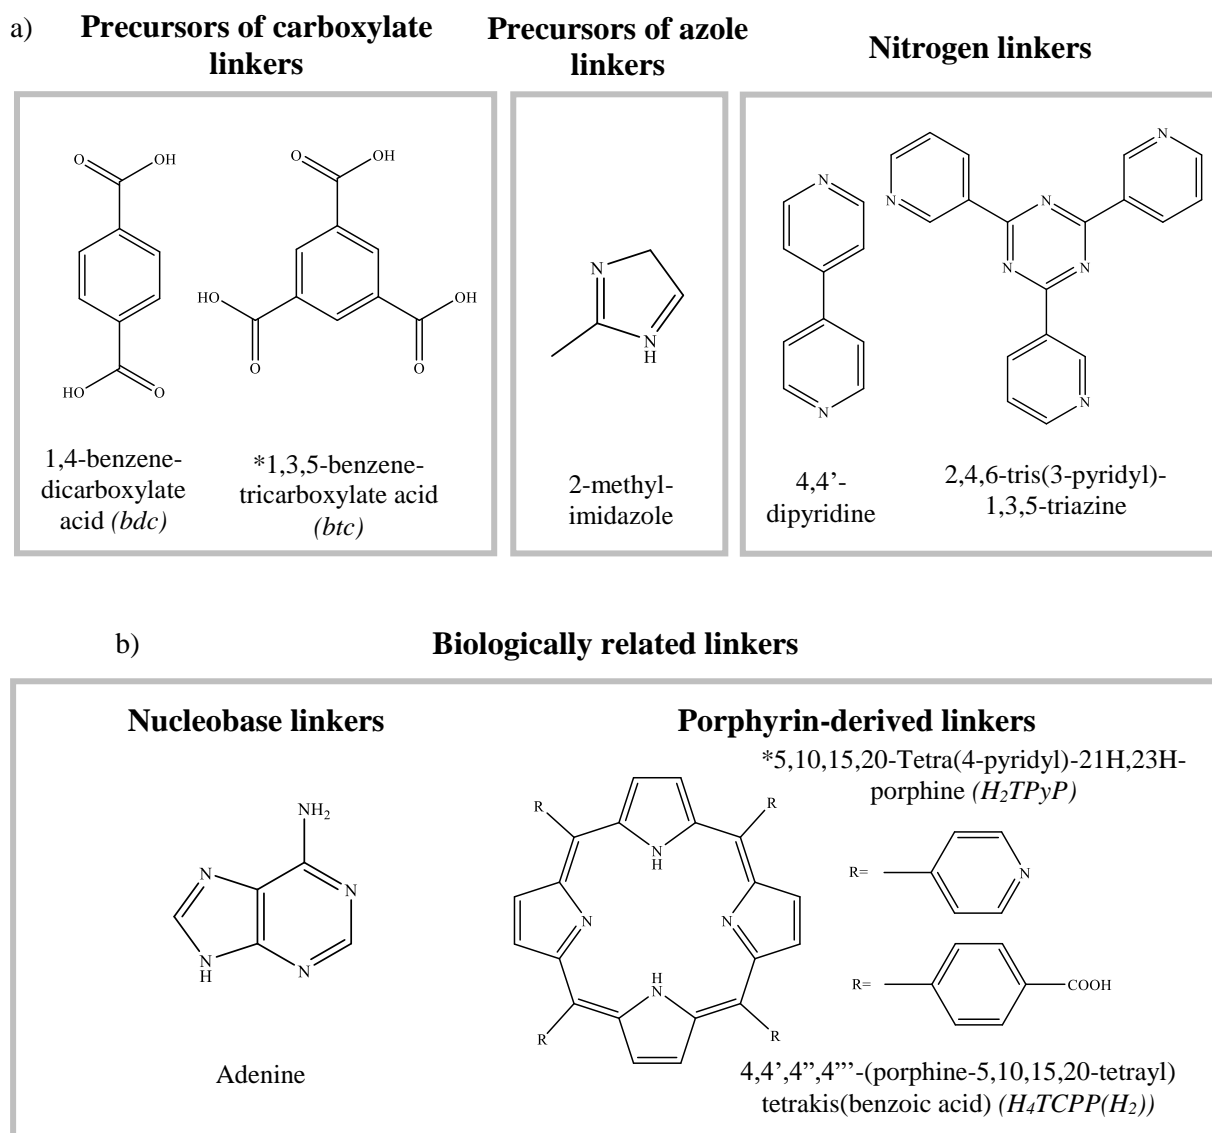 a)
Precursors of carboxylate
linkers
Precursors of azole
linkers
Nitrogen linkers
O
OH
HO
O
O
OH
HO
O
OH
O
1,4-benzene-
dicarboxylate
acid (bdc)
*1,3,5-benzene-
tricarboxylate acid
(btc)
N
N
H
2-methyl-
imidazole
N
N
4,4’-
dipyridine
N
N
N
N
N
N
2,4,6-tris(3-pyridyl)-
1,3,5-triazine
b)
Biologically related linkers
Nucleobase linkers
NH2
N
N
N
H
N
Adenine
Porphyrin-derived linkers
*5,10,15,20-Tetra(4-pyridyl)-21H,23H-
porphine (H2TPyP)
R
R
N
H
N
N
H
N
R
R
R=
N
R=
COOH
4,4’,4”,4”’-(porphine-5,10,15,20-tetrayl)
tetrakis(benzoic acid) (H4TCPP(H2))